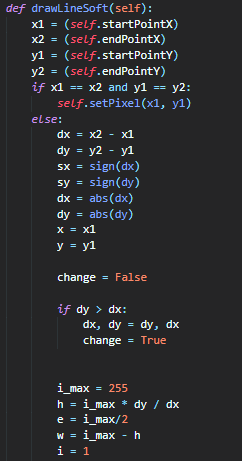 def drawLineSoft(self):
    x1 = (self.startPointX)
    x2 = (self.endPointX)
    y1 = (self.startPointY)
    y2 = (self.endPointY)
    if x1 == x2 and y1 == y2:
        self.setPixel(x1, y1)
    else:
        dx = x2 - x1
        dy = y2 - y1
        sx = sign(dx)
        sy = sign(dy)
        dx = abs(dx)
        dy = abs(dy)
        x = x1
        y = y1

        change = False

        if dy > dx:
            dx, dy = dy, dx
            change = True


        i_max = 255
        h = i_max * dy / dx
        e = i_max/2
        w = i_max - h
        i = 1